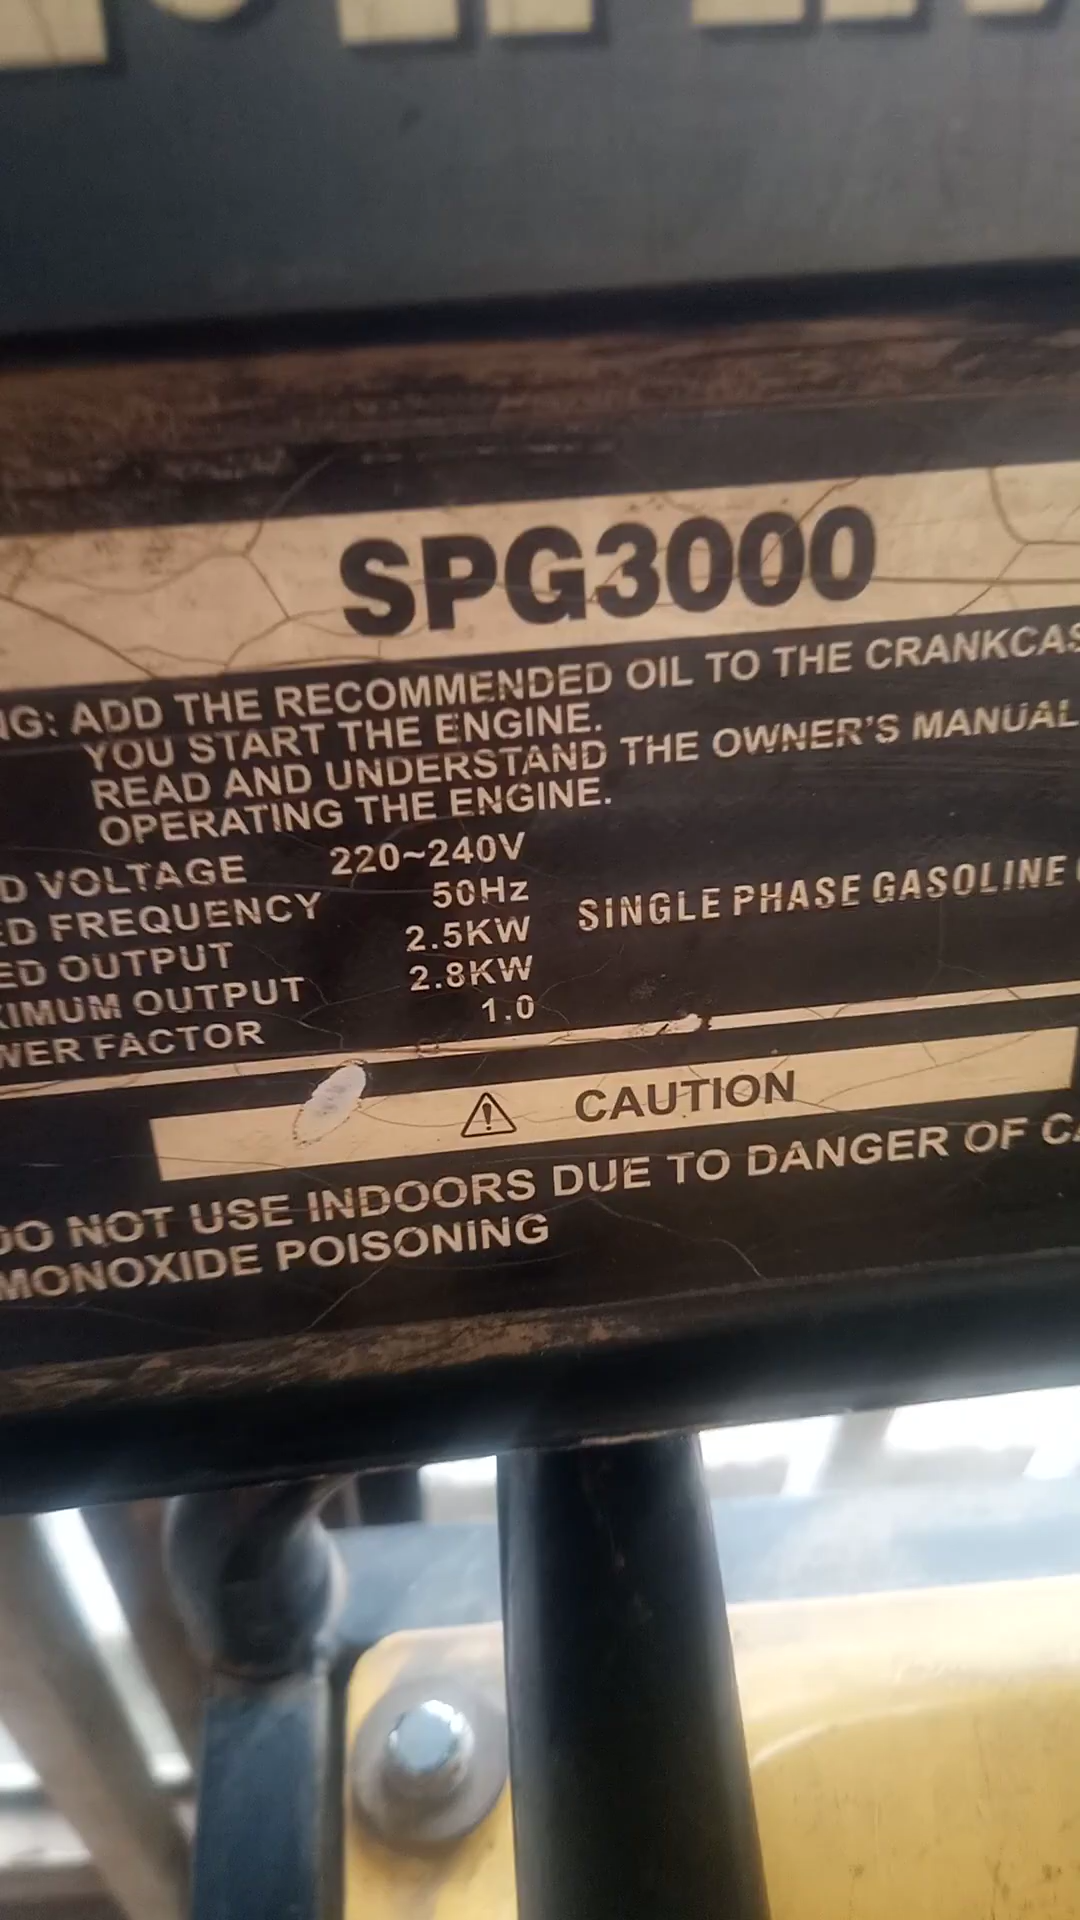 SPG3000
NG: ADD THE RECOMMENDED OIL TO THE CRANKCAS
YOU START THE ENGINE.
READ AND UNDERSTAND THE OWNER'S MANUAL
OPERATING THE ENGINE.
D VOLTAGE 220~240V
ED FREQUENCY 50Hz
ED OUTPUT 2.5KW
XIMUM OUTPUT 2.8KW
WER FACTOR 1.0
SINGLE PHASE GASOLINE
CAUTION
DO NOT USE INDOORS DUE TO DANGER OF CA
MONOXIDE POISONING